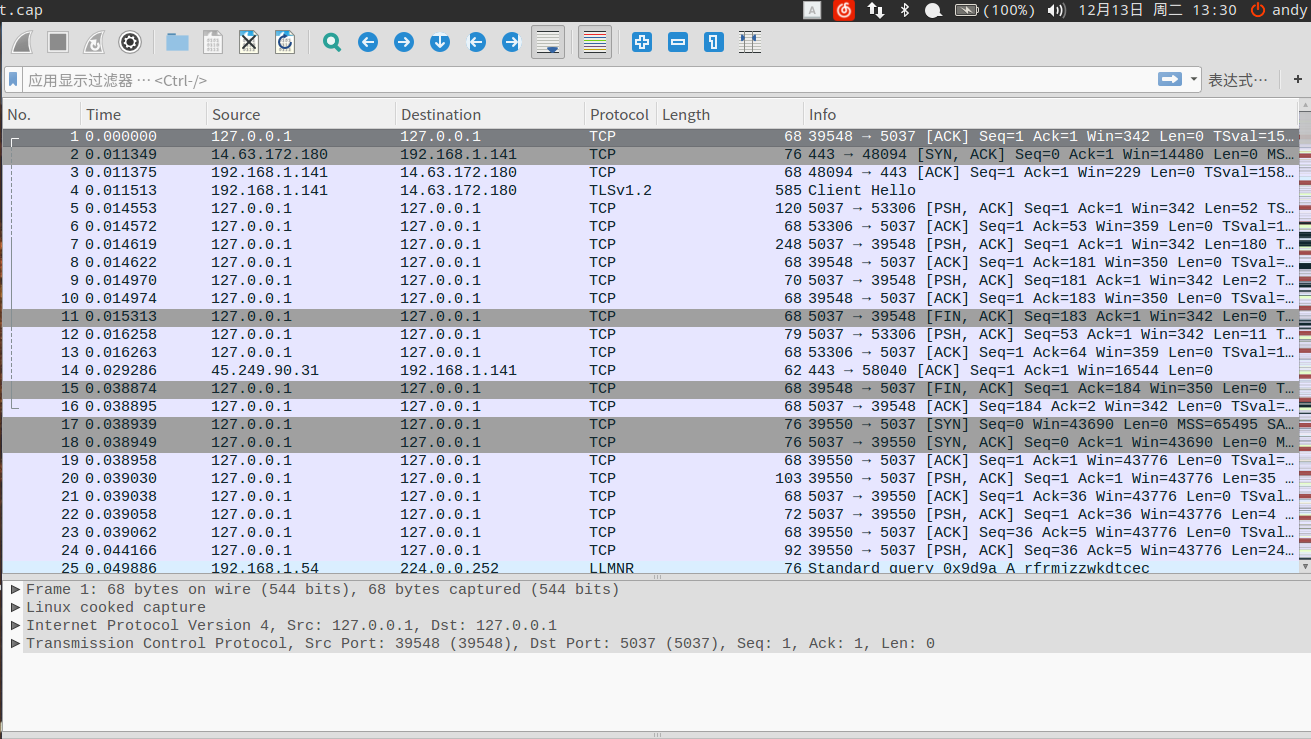 t.cap A (100%) 12月13日 周二 13:30 andy
应用显示过滤器 … <Ctrl-/> 表达式… +
No. Time Source Destination Protocol Length Info
1 0.000000 127.0.0.1 127.0.0.1 TCP 68 39548 → 5037 [ACK] Seq=1 Ack=1 Win=342 Len=0 TSval=15…
2 0.011349 14.63.172.180 192.168.1.141 TCP 76 443 → 48094 [SYN, ACK] Seq=0 Ack=1 Win=14480 Len=0 MS…
3 0.011375 192.168.1.141 14.63.172.180 TCP 68 48094 → 443 [ACK] Seq=1 Ack=1 Win=229 Len=0 TSval=158…
4 0.011513 192.168.1.141 14.63.172.180 TLSv1.2 585 Client Hello
5 0.014553 127.0.0.1 127.0.0.1 TCP 120 5037 → 53306 [PSH, ACK] Seq=1 Ack=1 Win=342 Len=52 TS…
6 0.014572 127.0.0.1 127.0.0.1 TCP 68 53306 → 5037 [ACK] Seq=1 Ack=53 Win=359 Len=0 TSval=1…
7 0.014619 127.0.0.1 127.0.0.1 TCP 248 5037 → 39548 [PSH, ACK] Seq=1 Ack=1 Win=342 Len=180 T…
8 0.014622 127.0.0.1 127.0.0.1 TCP 68 39548 → 5037 [ACK] Seq=1 Ack=181 Win=350 Len=0 TSval=…
9 0.014970 127.0.0.1 127.0.0.1 TCP 70 5037 → 39548 [PSH, ACK] Seq=181 Ack=1 Win=342 Len=2 T…
10 0.014974 127.0.0.1 127.0.0.1 TCP 68 39548 → 5037 [ACK] Seq=1 Ack=183 Win=350 Len=0 TSval=…
11 0.015313 127.0.0.1 127.0.0.1 TCP 68 5037 → 39548 [FIN, ACK] Seq=183 Ack=1 Win=342 Len=0 T…
12 0.016258 127.0.0.1 127.0.0.1 TCP 79 5037 → 53306 [PSH, ACK] Seq=53 Ack=1 Win=342 Len=11 T…
13 0.016263 127.0.0.1 127.0.0.1 TCP 68 53306 → 5037 [ACK] Seq=1 Ack=64 Win=359 Len=0 TSval=1…
14 0.029286 45.249.90.31 192.168.1.141 TCP 62 443 → 58040 [ACK] Seq=1 Ack=1 Win=16544 Len=0
15 0.038874 127.0.0.1 127.0.0.1 TCP 68 39548 → 5037 [FIN, ACK] Seq=1 Ack=184 Win=350 Len=0 T…
16 0.038895 127.0.0.1 127.0.0.1 TCP 68 5037 → 39548 [ACK] Seq=184 Ack=2 Win=342 Len=0 TSval=…
17 0.038939 127.0.0.1 127.0.0.1 TCP 76 39550 → 5037 [SYN] Seq=0 Win=43690 Len=0 MSS=65495 SA…
18 0.038949 127.0.0.1 127.0.0.1 TCP 76 5037 → 39550 [SYN, ACK] Seq=0 Ack=1 Win=43690 Len=0 M…
19 0.038958 127.0.0.1 127.0.0.1 TCP 68 39550 → 5037 [ACK] Seq=1 Ack=1 Win=43776 Len=0 TSval=…
20 0.039030 127.0.0.1 127.0.0.1 TCP 103 39550 → 5037 [PSH, ACK] Seq=1 Ack=1 Win=43776 Len=35 …
21 0.039038 127.0.0.1 127.0.0.1 TCP 68 5037 → 39550 [ACK] Seq=1 Ack=36 Win=43776 Len=0 TSval…
22 0.039058 127.0.0.1 127.0.0.1 TCP 72 5037 → 39550 [PSH, ACK] Seq=1 Ack=36 Win=43776 Len=4 …
23 0.039062 127.0.0.1 127.0.0.1 TCP 68 39550 → 5037 [ACK] Seq=36 Ack=5 Win=43776 Len=0 TSval…
24 0.044166 127.0.0.1 127.0.0.1 TCP 92 39550 → 5037 [PSH, ACK] Seq=36 Ack=5 Win=43776 Len=24…
25 0.049886 192.168.1.54 224.0.0.252 LLMNR 76 Standard query 0x9d9a A rfrmjzzwkdtcec
Frame 1: 68 bytes on wire (544 bits), 68 bytes captured (544 bits)
Linux cooked capture
Internet Protocol Version 4, Src: 127.0.0.1, Dst: 127.0.0.1
Transmission Control Protocol, Src Port: 39548 (39548), Dst Port: 5037 (5037), Seq: 1, Ack: 1, Len: 0